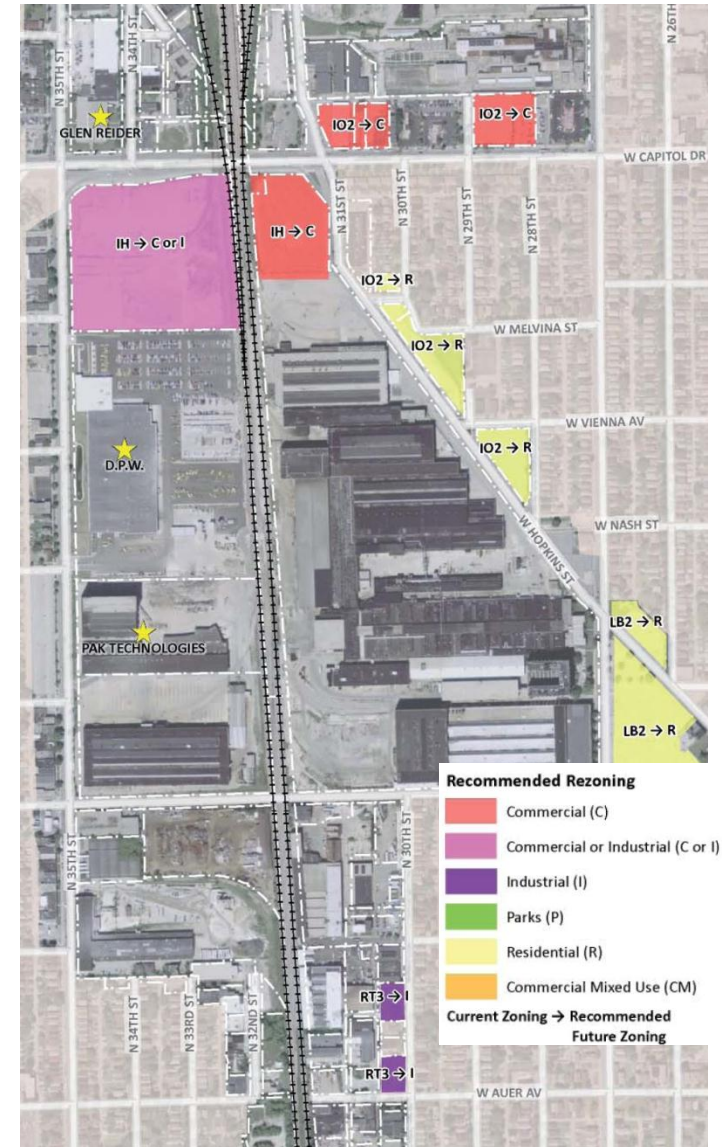 N 35TH ST
N 34TH ST
N 26TH
GLEN REIDER
IO2 → C
IO2 → C
W CAPITOL DR
N 31ST ST
N 30TH ST
N 29TH ST
N 28TH ST
IH → C or I
IH → C
IO2 → R
W MELVINA ST
IO2 → R
W VIENNA AV
IO2 → R
D.P.W.
W NASH ST
W HOPKINS ST
PAK TECHNOLOGIES
LB2 → R
LB2 → R
Recommended Rezoning
Commercial (C)
Commercial or Industrial (C or I)
Industrial (I)
Parks (P)
Residential (R)
Commercial Mixed Use (CM)
Current Zoning → Recommended
Future Zoning
N 35TH ST
N 30TH ST
N 34TH ST
N 33RD ST
N 32ND ST
RT3 → I
RT3 → I
W AUER AV